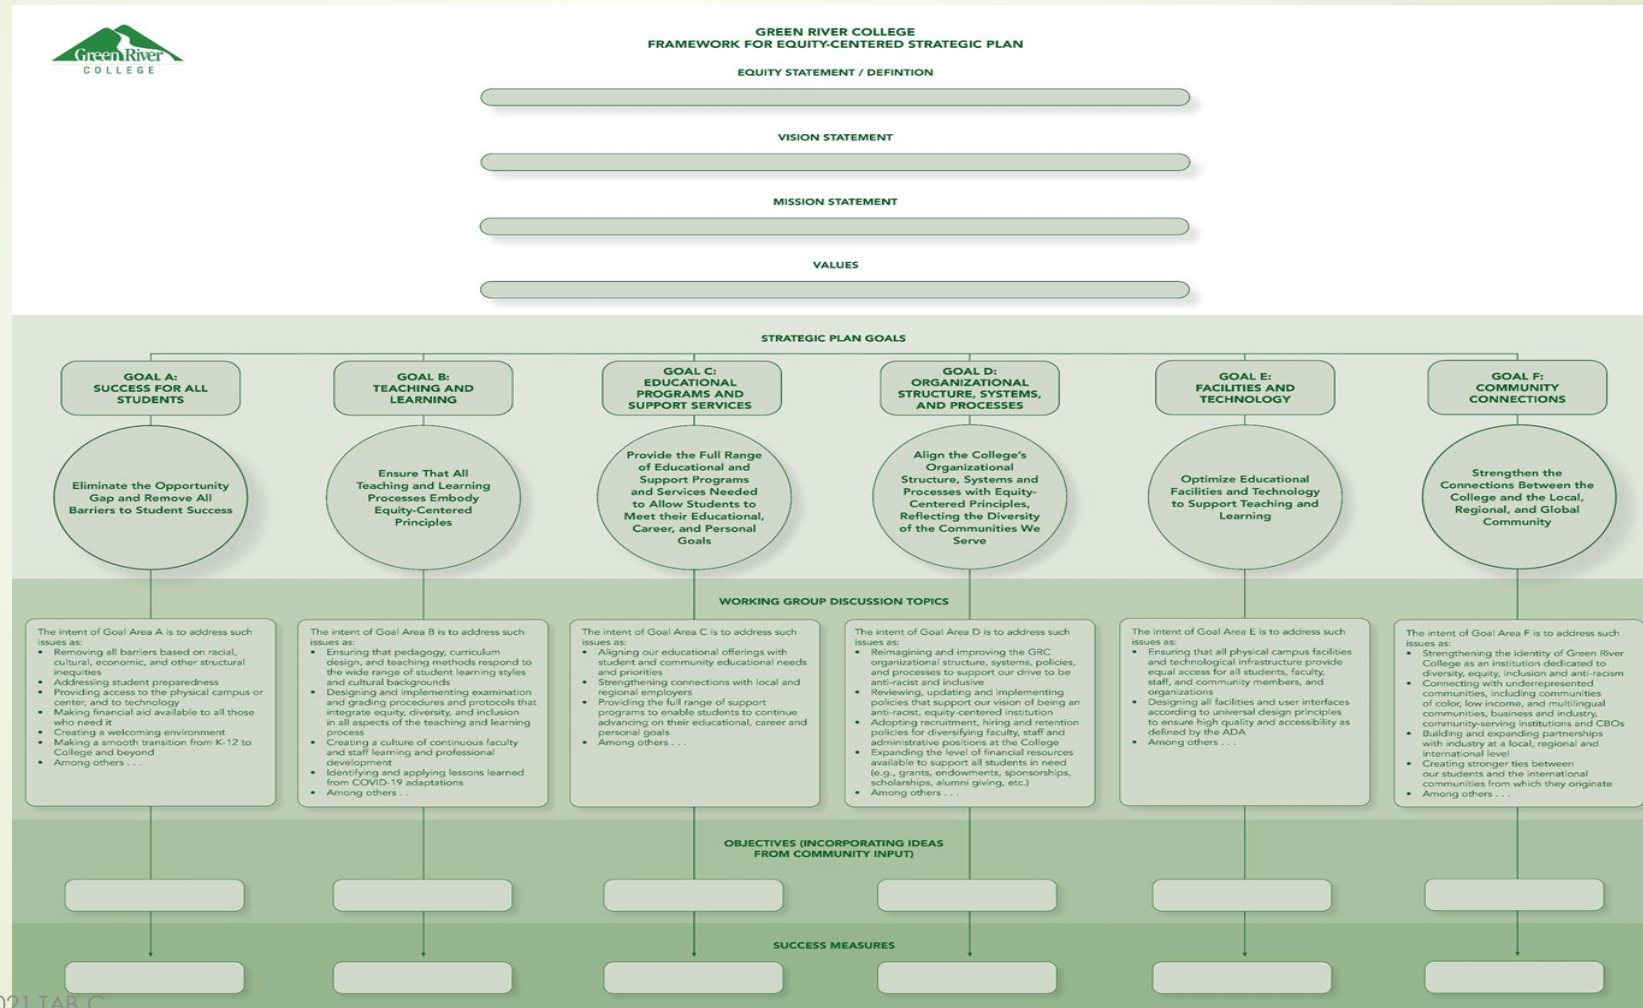 Green River
COLLEGE
GREEN RIVER COLLEGE
FRAMEWORK FOR EQUITY-CENTERED STRATEGIC PLAN
EQUITY STATEMENT / DEFINTION
VISION STATEMENT
MISSION STATEMENT
VALUES
STRATEGIC PLAN GOALS
GOAL A:
SUCCESS FOR ALL
STUDENTS
Eliminate the Opportunity
Gap and Remove All
Barriers to Student Success
GOAL B:
TEACHING AND
LEARNING
Ensure That All
Teaching and Learning
Processes Embody
Equity-Centered
Principles
GOAL C:
EDUCATIONAL
PROGRAMS AND
SUPPORT SERVICES
Provide the Full Range
of Educational and
Support Programs
and Services Needed
to Allow Students to
Meet their Educational,
Career, and Personal
Goals
GOAL D:
ORGANIZATIONAL
STRUCTURE, SYSTEMS,
AND PROCESSES
Align the College's
Organizational
Structure, Systems and
Processes with Equity-
Centered Principles,
Reflecting the Diversity
of the Communities We
Serve
GOAL E:
FACILITIES AND
TECHNOLOGY
Optimize Educational
Facilities and Technology
to Support Teaching and
Learning
GOAL F:
COMMUNITY
CONNECTIONS
Strengthen the
Connections Between the
College and the Local,
Regional, and Global
Community
WORKING GROUP DISCUSSION TOPICS
The intent of Goal Area A is to address such
issues as:
• Removing all barriers based on racial,
cultural, economic, and other structural
inequities
• Addressing student preparedness
• Providing access to the physical campus or
center, and to technology
• Making financial aid available to all those
who need it
• Creating a welcoming environment
• Making a smooth transition from K-12 to
College and beyond
• Among others . . .
The intent of Goal Area B is to address such
issues as:
• Ensuring that pedagogy, curriculum
design, and teaching methods respond to
the wide range of student learning styles
and cultural backgrounds
• Designing and implementing examination
and grading procedures and protocols that
integrate equity, diversity, and inclusion
in all aspects of the teaching and learning
process
• Creating a culture of continuous faculty
and staff learning and professional
development
• Identifying and applying lessons learned
from COVID-19 adaptations
• Among others . .
The intent of Goal Area C is to address such
issues as:
• Aligning our educational offerings with
student and community educational needs
and priorities
• Strengthening connections with local and
regional employers
• Providing the full range of support
programs to enable students to continue
advancing on their educational, career and
personal goals
• Among others . . .
The intent of Goal Area D is to address such
issues as:
• Reimagining and improving the GRC
organizational structure, systems, policies,
and processes to support our drive to be
anti-racist and inclusive
• Reviewing, updating and implementing
policies that support our vision of being an
anti-racist, equity-centered institution
• Adopting recruitment, hiring and retention
policies for diversifying faculty, staff and
administrative positions at the College
• Expanding the level of financial resources
available to support all students in need
(e.g., grants, endowments, sponsorships,
scholarships, alumni giving, etc.)
• Among others . . .
The intent of Goal Area E is to address such
issues as:
• Ensuring that all physical campus facilities
and technological infrastructure provide
equal access for all students, faculty,
staff, and community members, and
organizations
• Designing all facilities and user interfaces
according to universal design principles
to ensure high quality and accessibility as
defined by the ADA
• Among others . . .
The intent of Goal Area F is to address such
issues as:
• Strengthening the identity of Green River
College as an institution dedicated to
diversity, equity, inclusion and anti-racism
• Connecting with underrepresented
communities, including communities
of color, low income, and multilingual
communities, business and industry,
community-serving institutions and CBOs
• Building and expanding partnerships
with industry at a local, regional and
international level
• Creating stronger ties between
our students and the international
communities from which they originate
• Among others . . .
OBJECTIVES (INCORPORATING IDEAS
FROM COMMUNITY INPUT)
SUCCESS MEASURES
TAB C